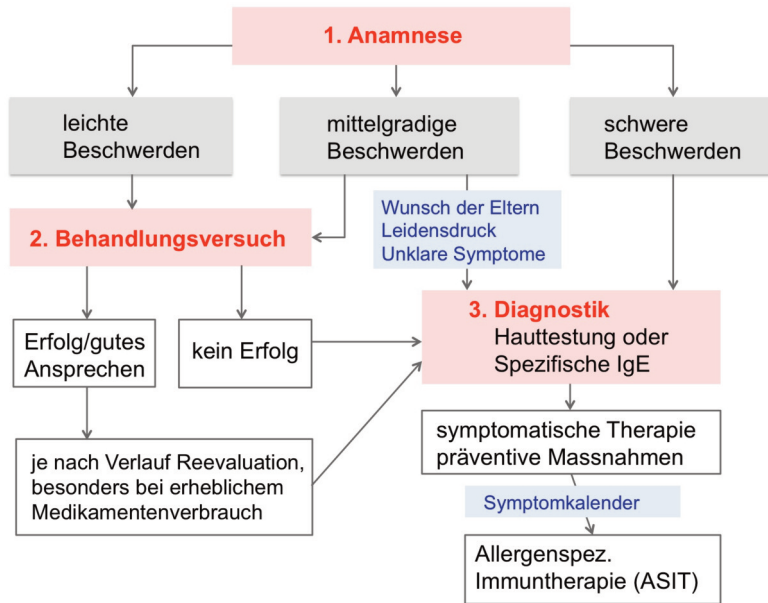 1. Anamnese
leichte
Beschwerden
mittelgradige
Beschwerden
schwere
Beschwerden
Wunsch der Eltern
Leidensdruck
Unklare Symptome
2. Behandlungsversuch
3. Diagnostik
Hauttestung oder
Spezifische IgE
Erfolg/gutes
Ansprechen
kein Erfolg
je nach Verlauf Reevaluation,
besonders bei erheblichem
Medikamentenverbrauch
symptomatische Therapie
präventive Massnahmen
Symptomkalender
Allergenspez.
Immuntherapie (ASIT)